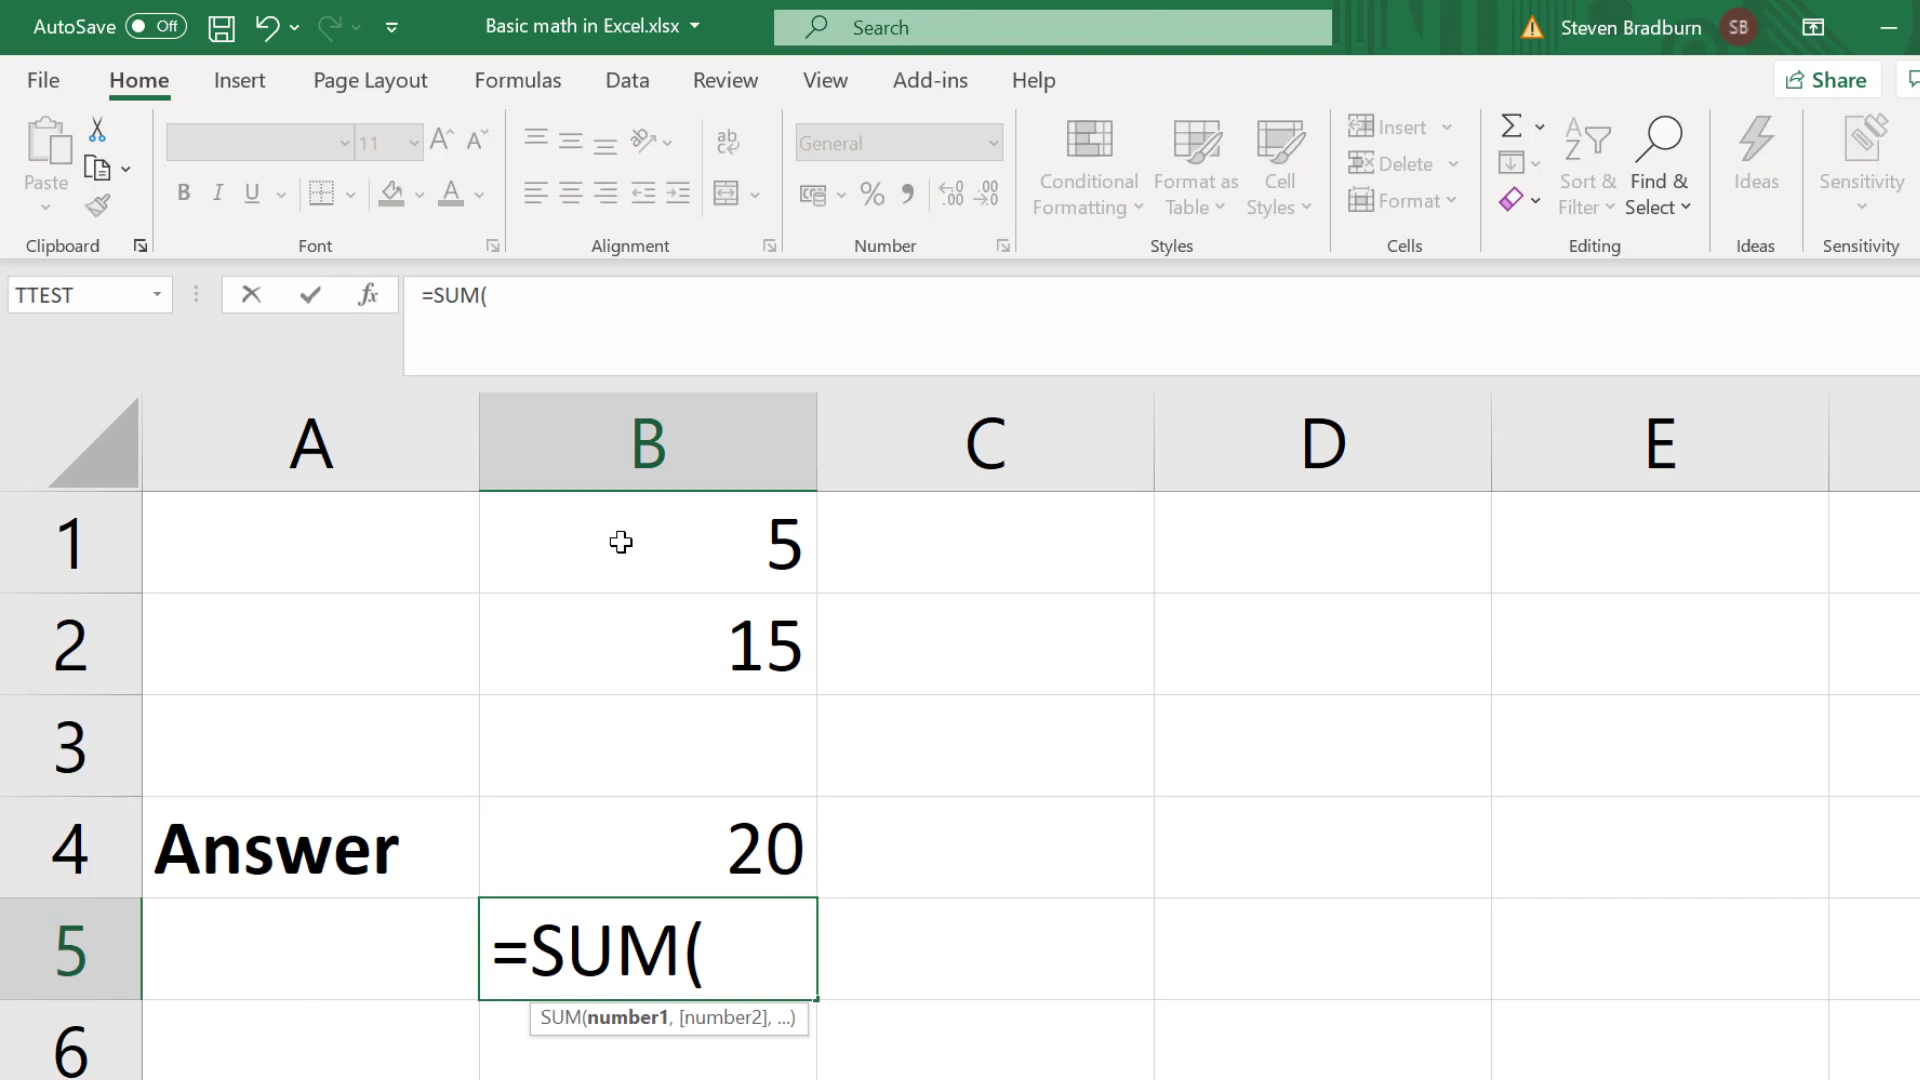 AutoSave Off Basic math in Excel.xlsx Search Steven Bradburn SB
File Home Insert Page Layout Formulas Data Review View Add-ins Help Share
Paste 11 A A ab General Conditional Formatting Format as Table Cell Styles Insert Delete Format Sort & Filter Find & Select Ideas Sensitivity
B I U A % .00
Clipboard Font Alignment Number Styles Cells Editing Ideas Sensitivity
TTEST fx =SUM(
A B C D E
1 5
2 15
3
4 Answer 20
5 =SUM(
SUM(number1, [number2], ...)
6